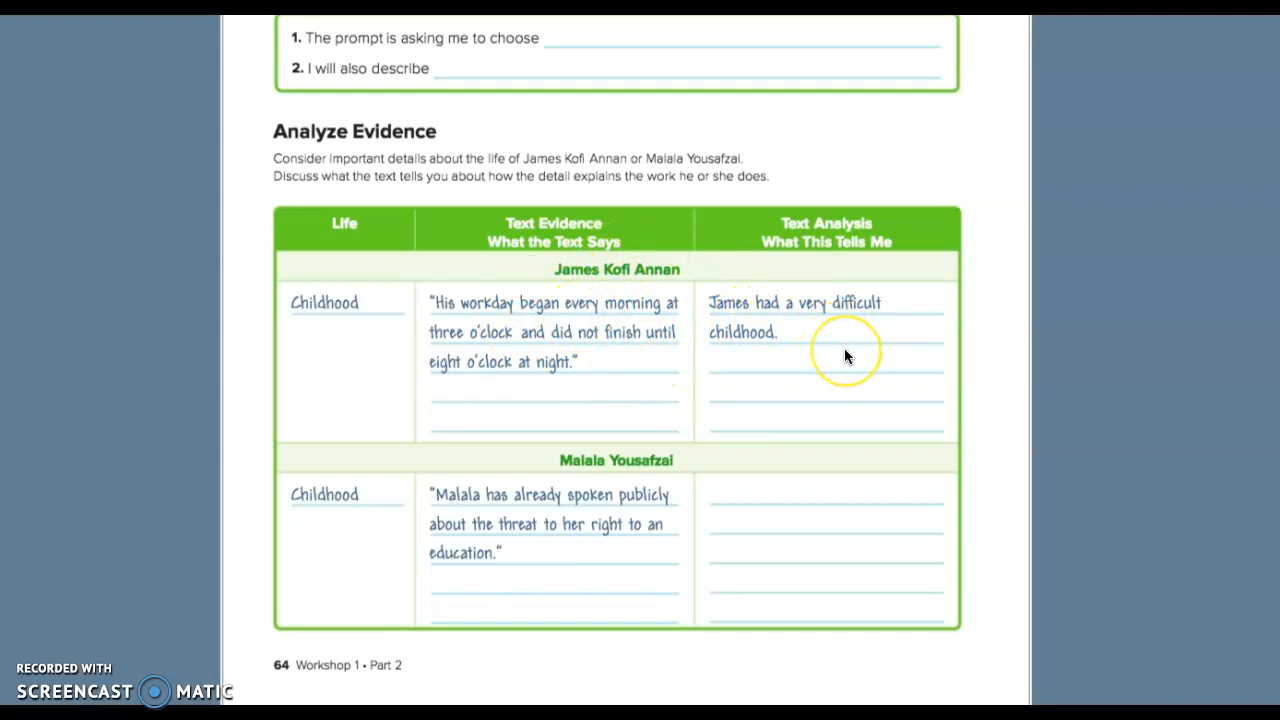 1. The prompt is asking me to choose
2. I will also describe
Analyze Evidence
Consider important details about the life of James Kofi Annan or Malala Yousafzai.
Discuss what the text tells you about how the detail explains the work he or she does.
Life
Text Evidence
What the Text Says
Text Analysis
What This Tells Me
James Kofi Annan
Childhood
"His workday began every morning at
three o'clock and did not finish until
eight o'clock at night."
James had a very difficult
childhood.
Malala Yousafzai
Childhood
"Malala has already spoken publicly
about the threat to her right to an
education."
64 Workshop 1 • Part 2
RECORDED WITH
SCREENCAST MATIC